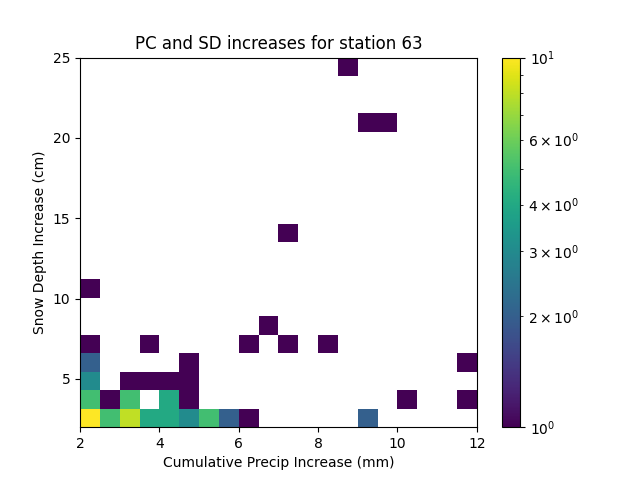 PC and SD increases for station 63
25
20
15
10
5
2
4
6
8
10
12
Snow Depth Increase (cm)
Cumulative Precip Increase (mm)
10¹
6 × 10⁰
4 × 10⁰
3 × 10⁰
2 × 10⁰
10⁰